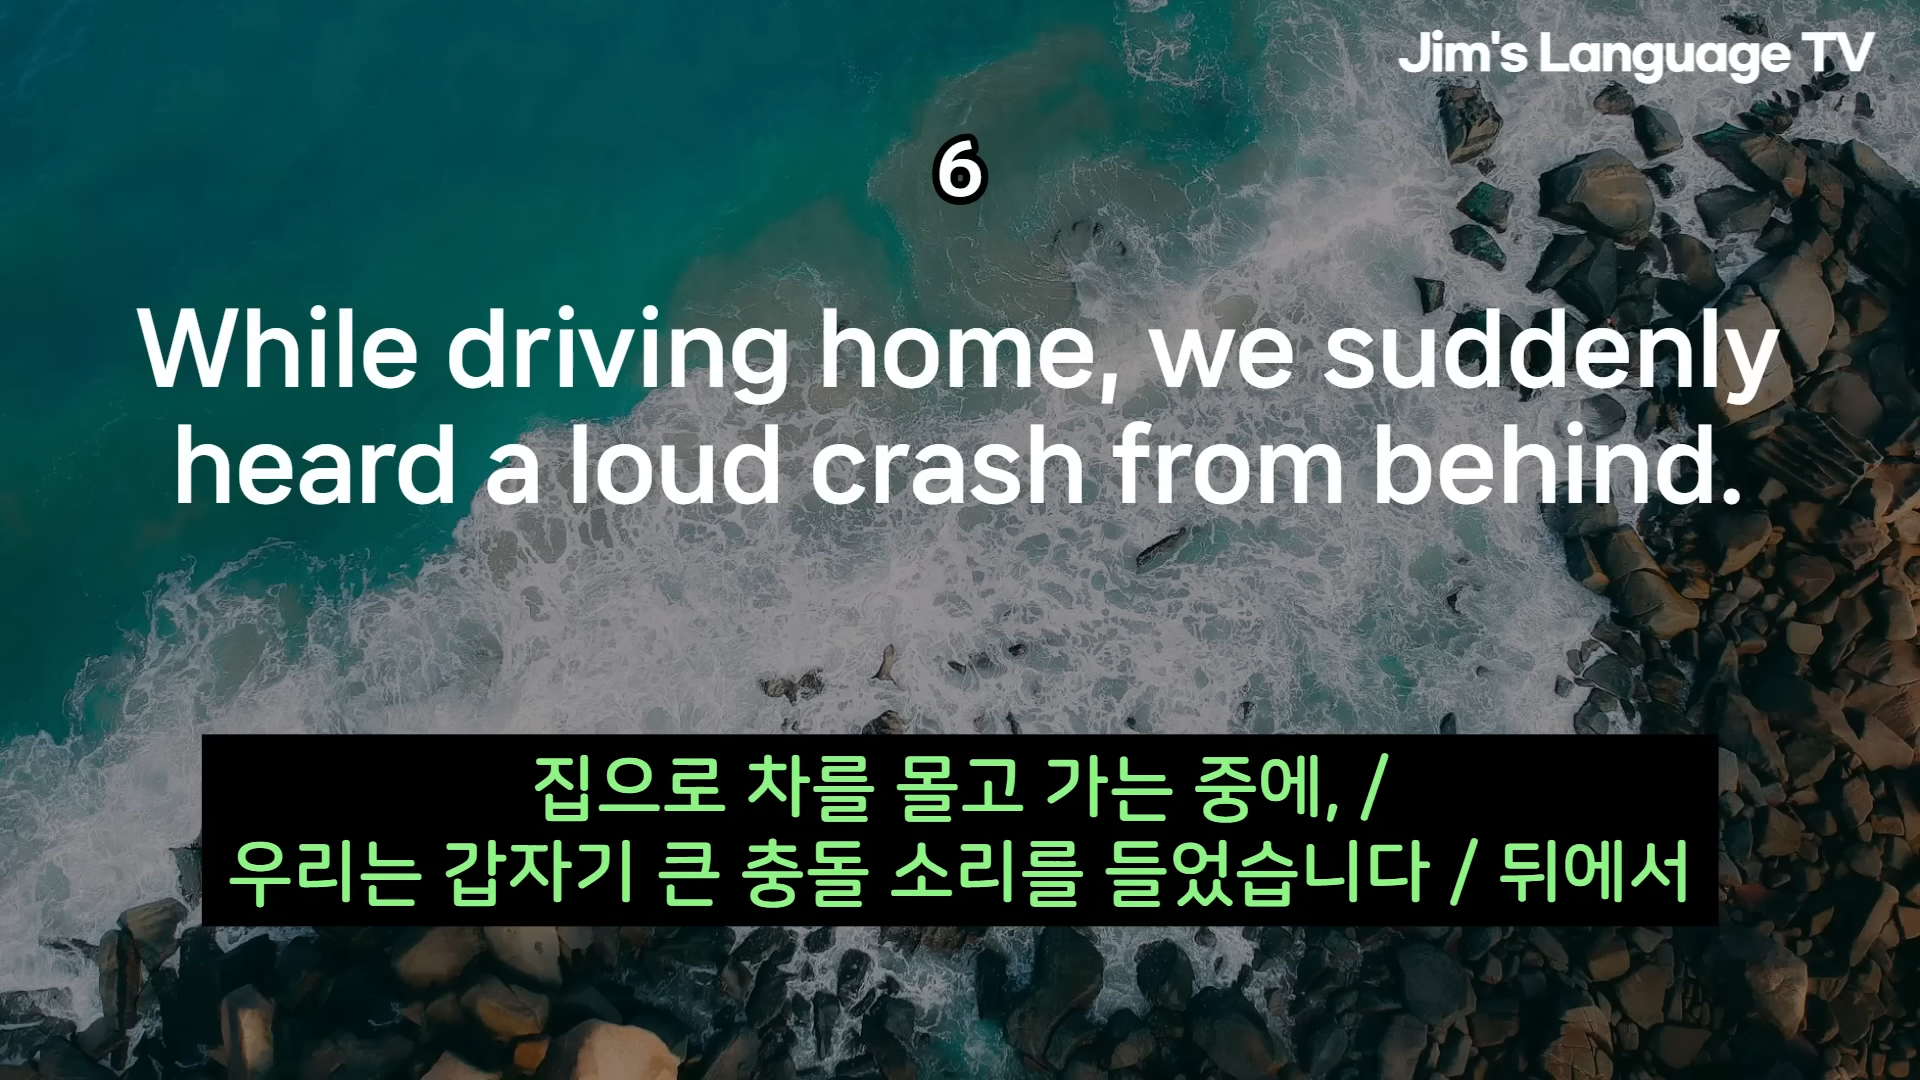 Jim's Language TV
6
While driving home, we suddenly
heard a loud crash from behind.
집으로 차를 몰고 가는 중에, /
우리는 갑자기 큰 충돌 소리를 들었습니다 / 뒤에서